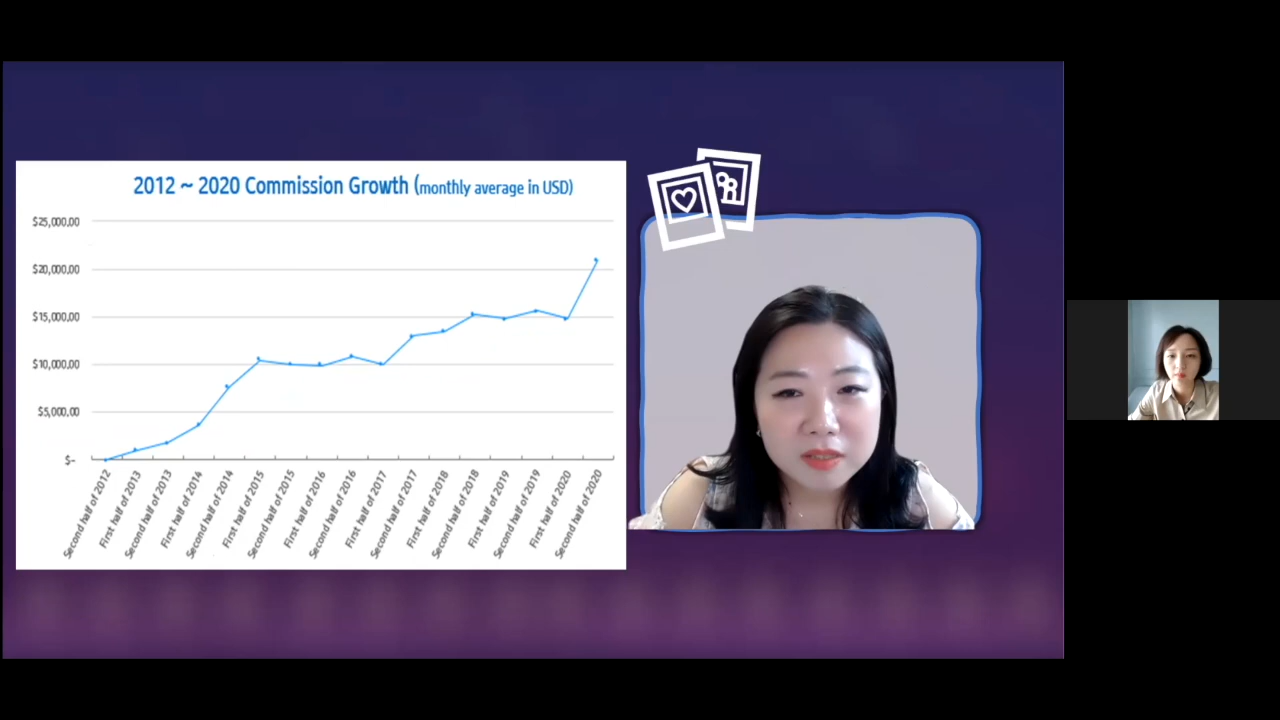 2012 ~ 2020 Commission Growth (monthly average in USD)
$25,000.00
$20,000.00
$15,000.00
$10,000.00
$5,000.00
$-
Second half of 2012
First half of 2013
Second half of 2013
First half of 2014
Second half of 2014
First half of 2015
Second half of 2015
First half of 2016
Second half of 2016
First half of 2017
Second half of 2017
First half of 2018
Second half of 2018
First half of 2019
Second half of 2019
First half of 2020
Second half of 2020